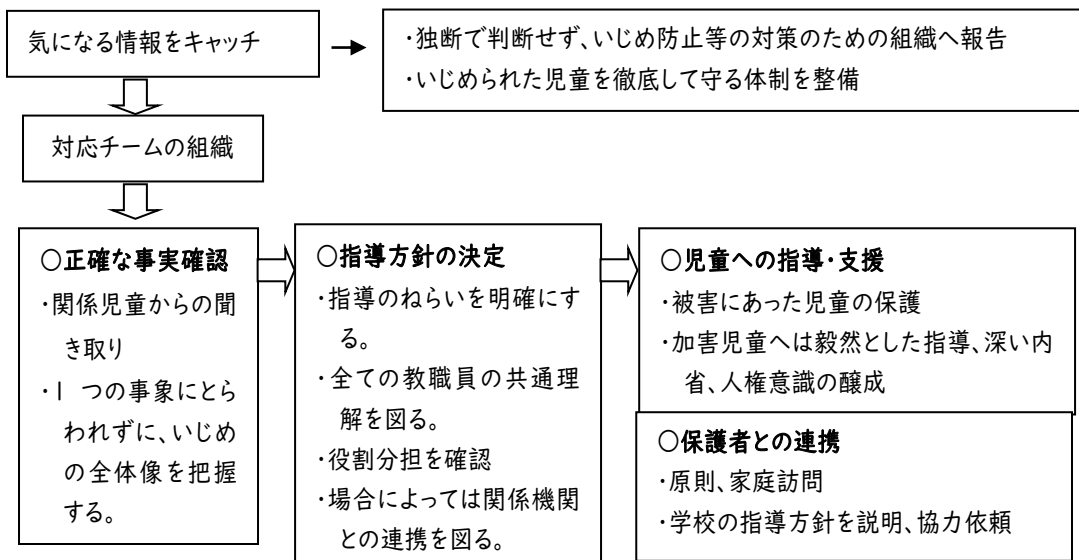 気になる情報をキャッチ
・独断で判断せず、いじめ防止等の対策のための組織へ報告
・いじめられた児童を徹底して守る体制を整備
対応チームの組織
○正確な事実確認
・関係児童からの聞
き取り
・1 つの事象にとら
われずに、いじめ
の全体像を把握
する。
○指導方針の決定
・指導のねらいを明確にす
る。
・全ての教職員の共通理
解を図る。
・役割分担を確認
・場合によっては関係機関
との連携を図る。
○児童への指導・支援
・被害にあった児童の保護
・加害児童へは毅然とした指導、深い内
省、人権意識の醸成
○保護者との連携
・原則、家庭訪問
・学校の指導方針を説明、協力依頼